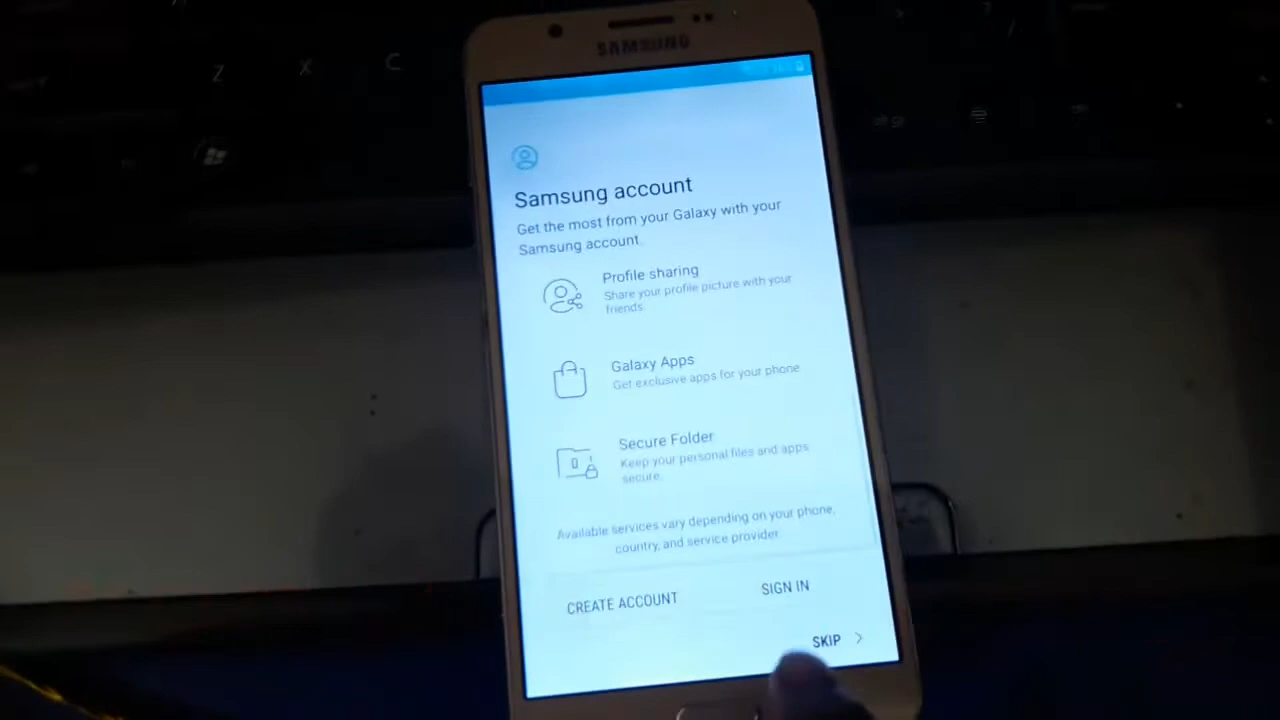 Z X C
SAMSUNG
Samsung account
Get the most from your Galaxy with your
Samsung account.
Profile sharing
Share your profile picture with your
friends.
Galaxy Apps
Get exclusive apps for your phone
Secure Folder
Keep your personal files and apps
secure.
Available services vary depending on your phone,
country, and service provider.
CREATE ACCOUNT
SIGN IN
SKIP